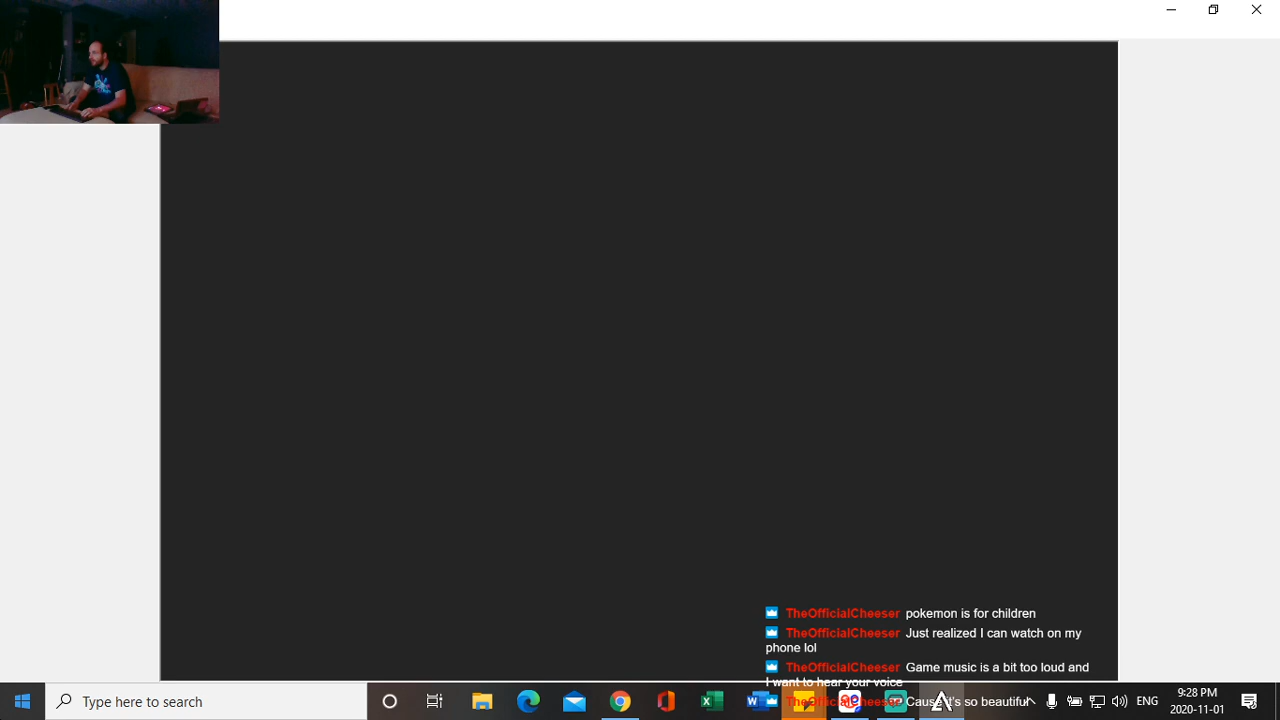 TheOfficialCheeser pokemon is for children
TheOfficialCheeser Just realized I can watch on my
phone lol
TheOfficialCheeser Game music is a bit too loud and
I want to hear your voice
TheOfficialCheeser Cause it's so beautiful
Type here to search
ENG
9:28 PM
2020-11-01